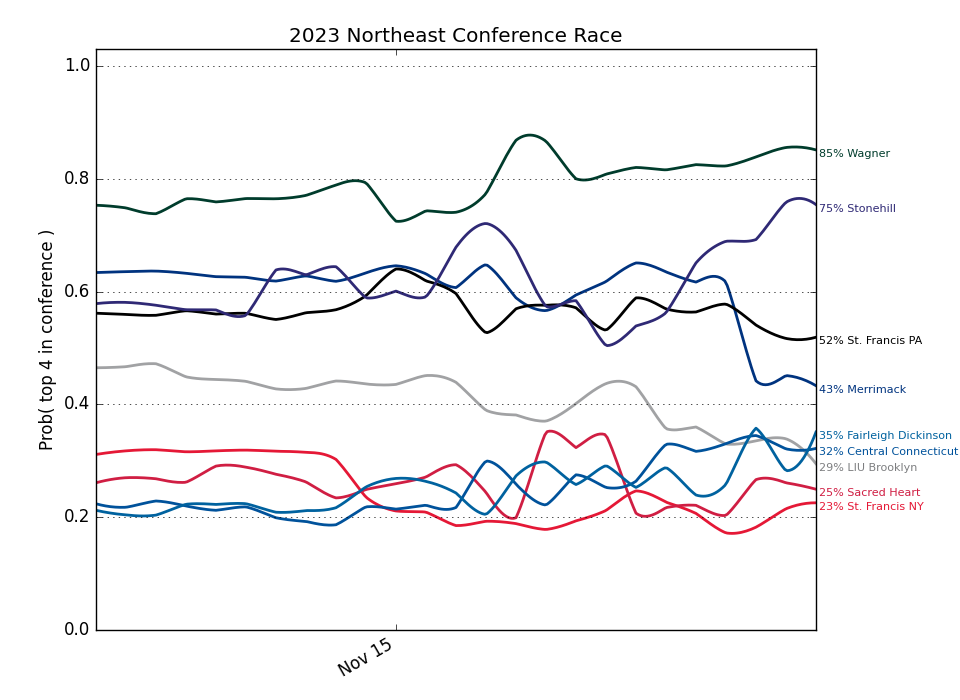 2023 Northeast Conference Race
Prob( top 4 in conference )
1.0
0.8
0.6
0.4
0.2
0.0
Nov 15
85% Wagner
75% Stonehill
52% St. Francis PA
43% Merrimack
35% Fairleigh Dickinson
32% Central Connecticut
29% LIU Brooklyn
25% Sacred Heart
23% St. Francis NY